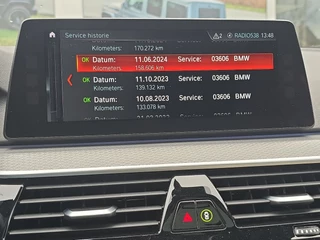 Service historie
2 RADIO538 13:48
Kilometers: 170.272 km
OK Datum: 11.06.2024 Service: 03606 BMW
Kilometers: 158.606 km
OK Datum: 11.10.2023 Service: 03606 BMW
Kilometers: 139.132 km
OK Datum: 10.08.2023 Service: 03606 BMW
Kilometers: 133.078 km